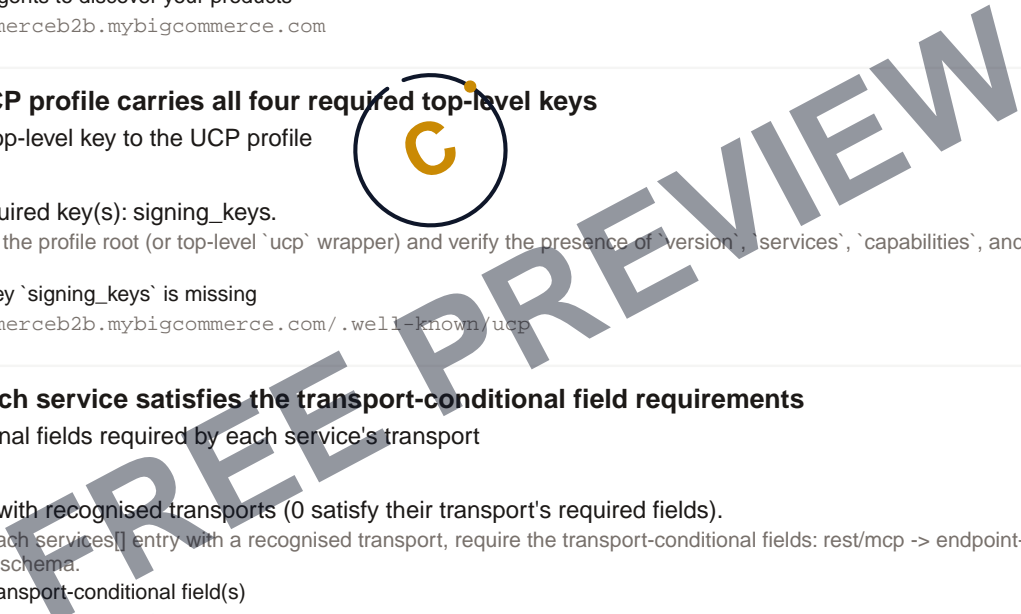 agents to discover your products
merceb2b.mybigcommerce.com
CP profile carries all four required top-level keys
op-level key to the UCP profile
C
uired key(s): signing_keys.
the profile root (or top-level `ucp` wrapper) and verify the presence of `version`, `services`, `capabilities`, and
ey `signing_keys` is missing
merceb2b.mybigcommerce.com/.well-known/ucp
ch service satisfies the transport-conditional field requirements
nal fields required by each service's transport
with recognised transports (0 satisfy their transport's required fields).
ach services[] entry with a recognised transport, require the transport-conditional fields: rest/mcp -> endpoint-
schema.
ansport-conditional field(s)
FREE PREVIEW